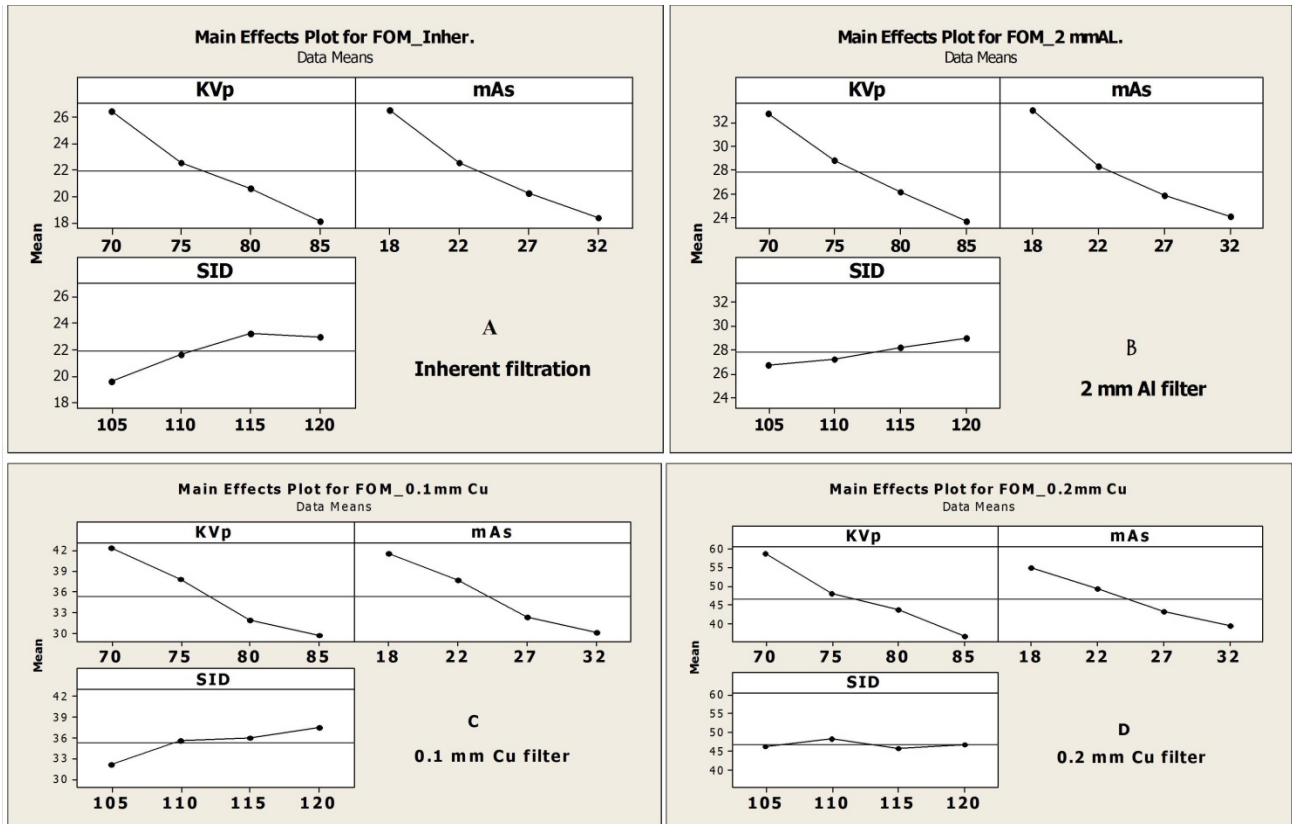 Main Effects Plot for FOM_Inher.
Data Means
KVp
mAs
26
24
22
20
18
70 75 80 85
18 22 27 32
Mean
SID
26
24
22
20
18
105 110 115 120
A
Inherent filtration
Main Effects Plot for FOM_2 mmAL.
Data Means
KVp
mAs
32
30
28
26
24
70 75 80 85
18 22 27 32
Mean
SID
32
30
28
26
24
105 110 115 120
B
2 mm Al filter
Main Effects Plot for FOM_0.1mm Cu
Data Means
KVp
mAs
42
39
36
33
30
70 75 80 85
18 22 27 32
Mean
SID
42
39
36
33
30
105 110 115 120
C
0.1 mm Cu filter
Main Effects Plot for FOM_0.2mm Cu
Data Means
KVp
mAs
60
55
50
45
40
70 75 80 85
18 22 27 32
Mean
SID
60
55
50
45
40
105 110 115 120
D
0.2 mm Cu filter